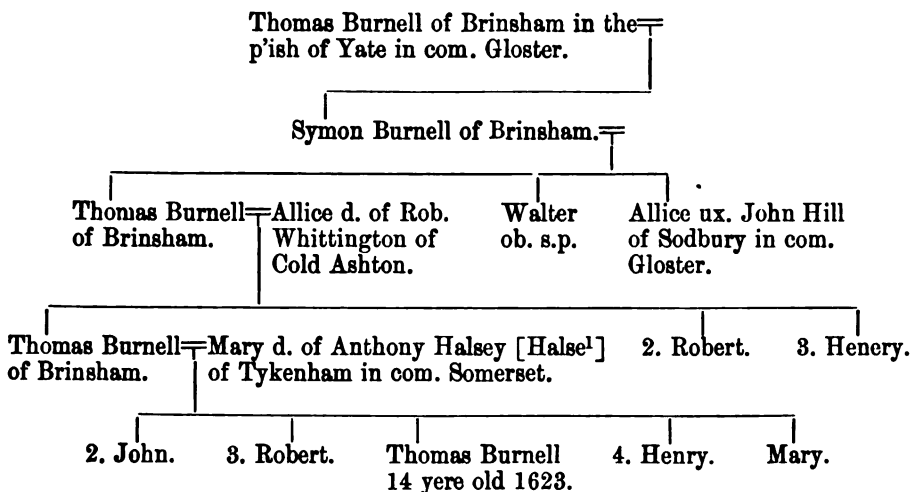 Thomas Burnell of Brinsham in the
p'ish of Yate in com. Gloster.
Symon Burnell of Brinsham.
Thomas Burnell
of Brinsham.
Allice d. of Rob.
Whittington of
Cold Ashton.
Walter
ob. s.p.
Allice ux. John Hill
of Sodbury in com.
Gloster.
Thomas Burnell
of Brinsham.
Mary d. of Anthony Halsey [Halse¹]
of Tykenham in com. Somerset.
2. Robert.
3. Henery.
2. John.
3. Robert.
Thomas Burnell
14 yere old 1623.
4. Henry.
Mary.